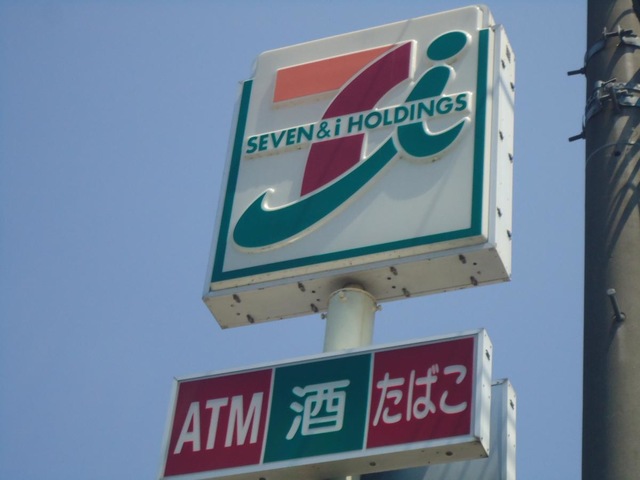 SEVEN & i HOLDINGS
ATM 酒 たばこ